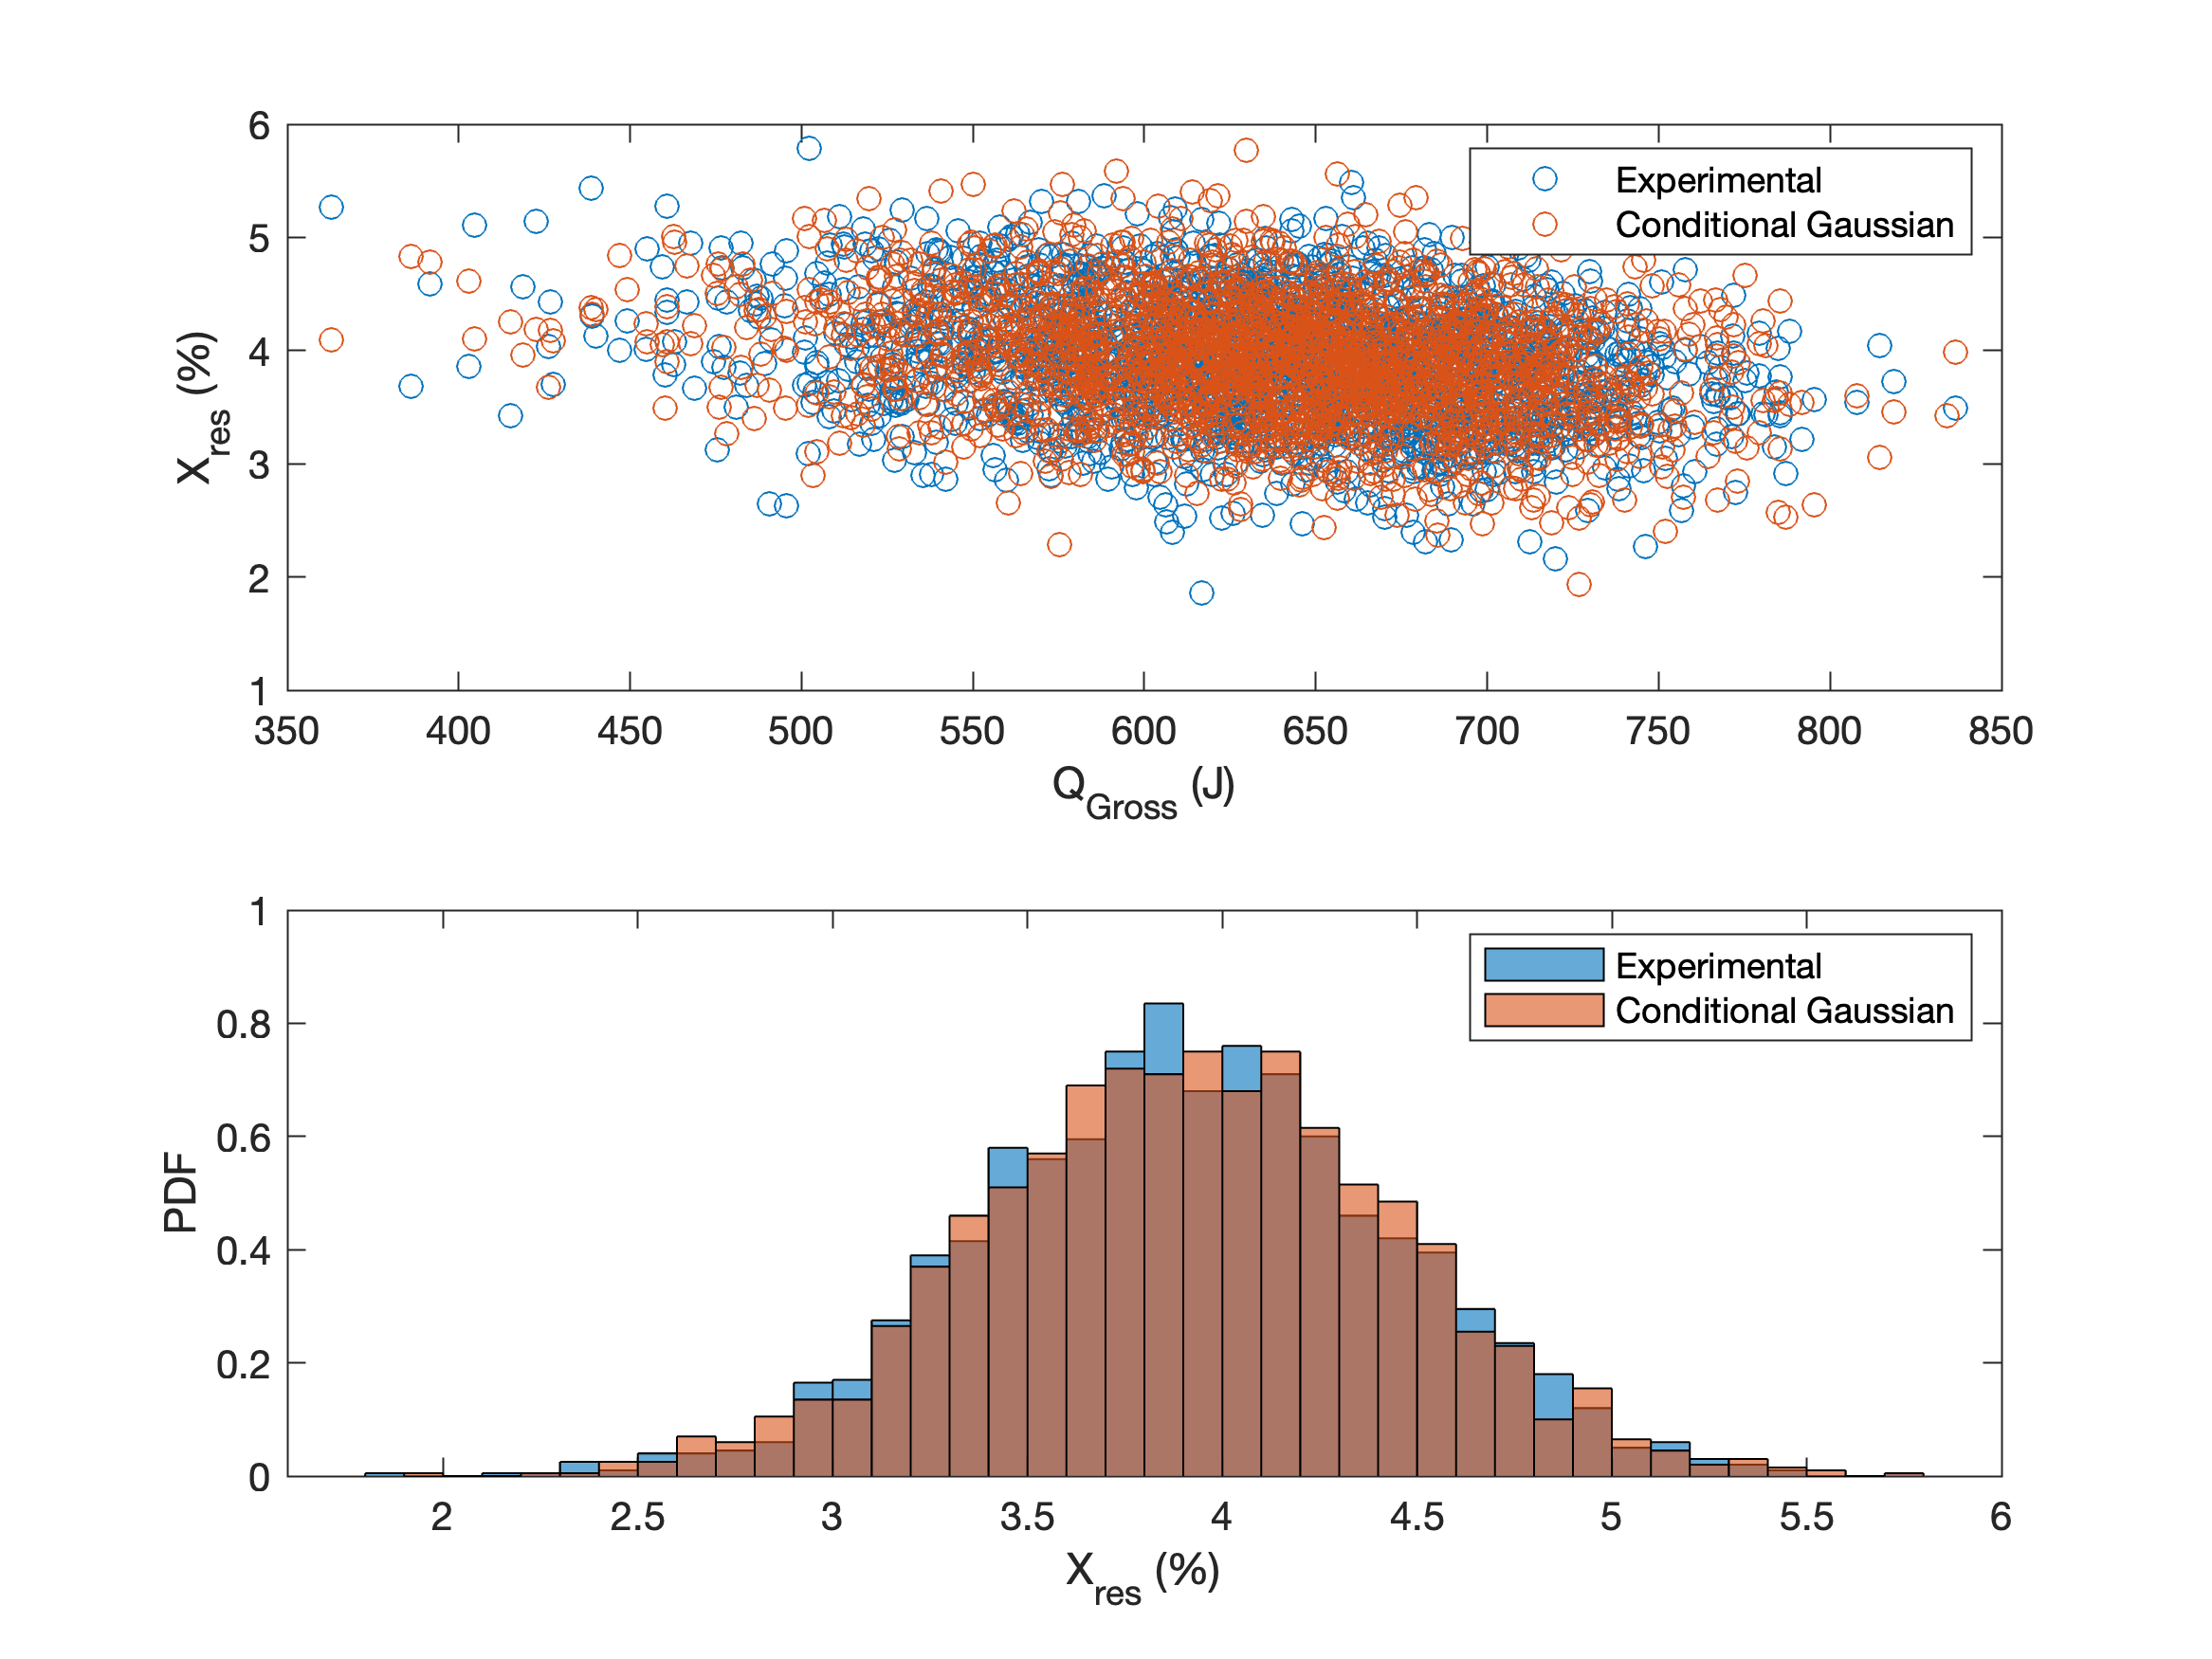 6
5
4
3
2
1
X_res (%)
Experimental
Conditional Gaussian
350 400 450 500 550 600 650 700 750 800 850
Q_Gross (J)
1
0.8
0.6
0.4
0.2
0
PDF
Experimental
Conditional Gaussian
2 2.5 3 3.5 4 4.5 5 5.5 6
X_res (%)